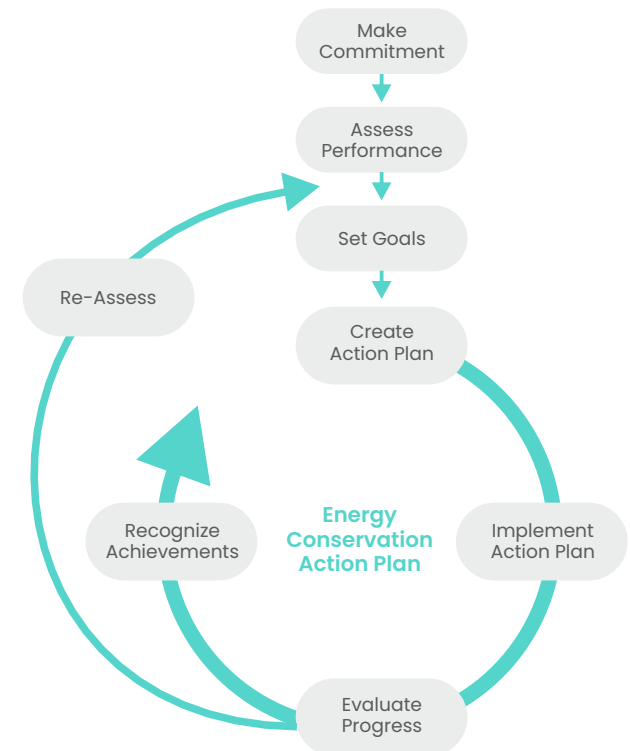 Make
Commitment
Assess
Performance
Set Goals
Re-Assess
Create
Action Plan
Recognize
Achievements
Energy
Conservation
Action Plan
Implement
Action Plan
Evaluate
Progress